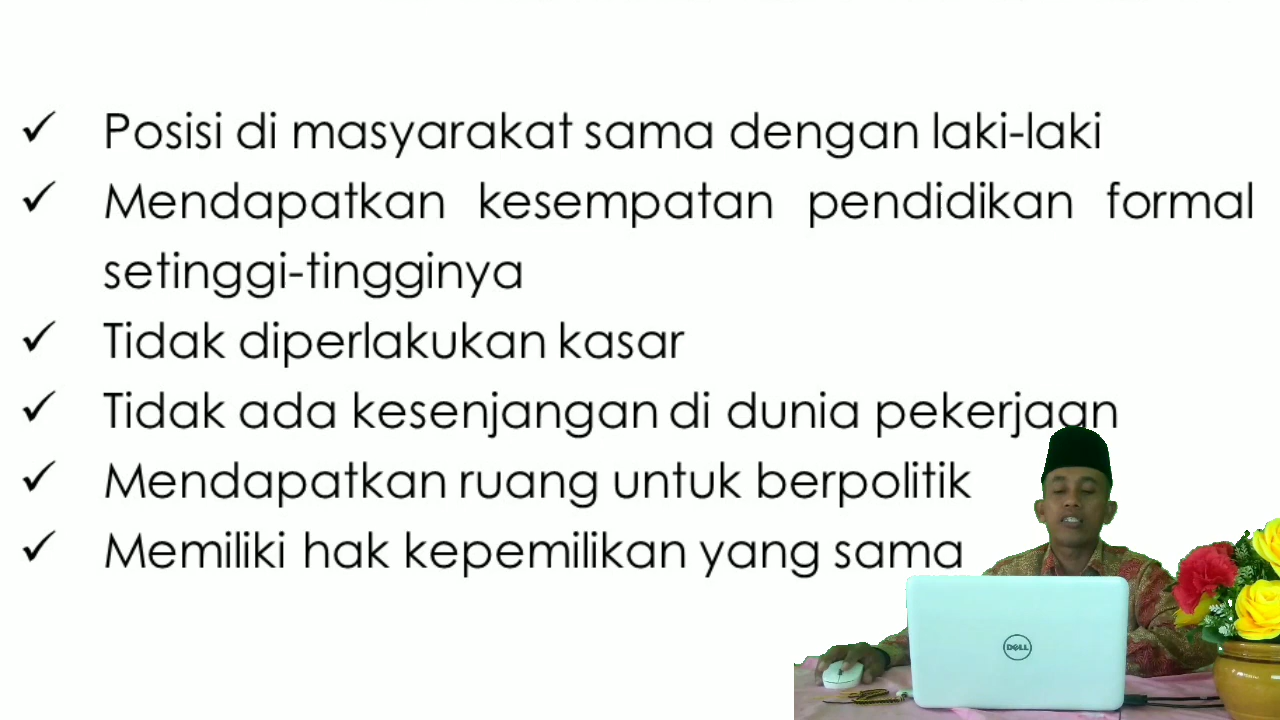 ✓ Posisi di masyarakat sama dengan laki-laki
✓ Mendapatkan kesempatan pendidikan formal
setinggi-tingginya
✓ Tidak diperlakukan kasar
✓ Tidak ada kesenjangan di dunia pekerjaan
✓ Mendapatkan ruang untuk berpolitik
✓ Memiliki hak kepemilikan yang sama
DELL